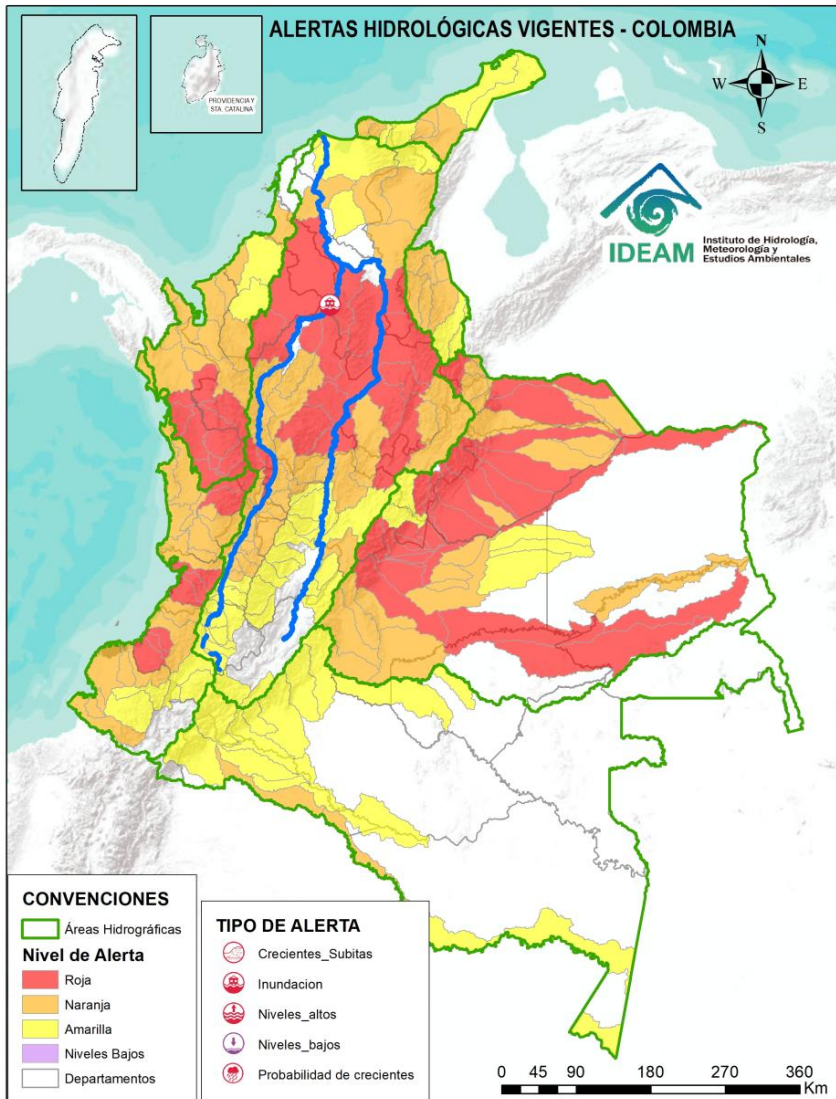 ALERTAS HIDROLÓGICAS VIGENTES - COLOMBIA
PROVIDENCIA Y
STA. CATALINA
N
W
E
S
IDEAM
Instituto de Hidrología,
Meteorología y
Estudios Ambientales
CONVENCIONES
Áreas Hidrográficas
Nivel de Alerta
Roja
Naranja
Amarilla
Niveles Bajos
Departamentos
TIPO DE ALERTA
Crecientes_Subitas
Inundacion
Niveles_altos
Niveles_bajos
Probabilidad de crecientes
0 45 90 180 270 360
Km